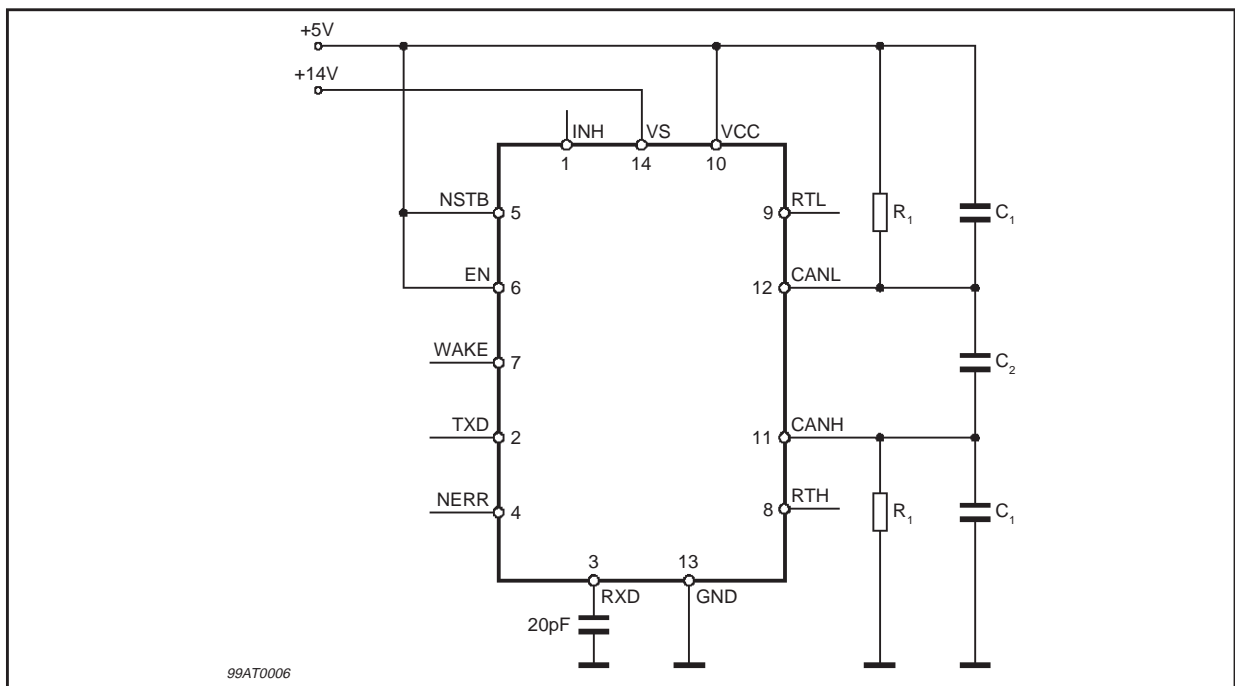 +5V
+14V
INH
VS
VCC
1
14
10
NSTB
5
9
RTL
R1
C1
EN
6
12
CANL
WAKE
7
C2
TXD
2
11
CANH
NERR
4
8
RTH
R1
C1
3
13
RXD
GND
20pF
99AT0006